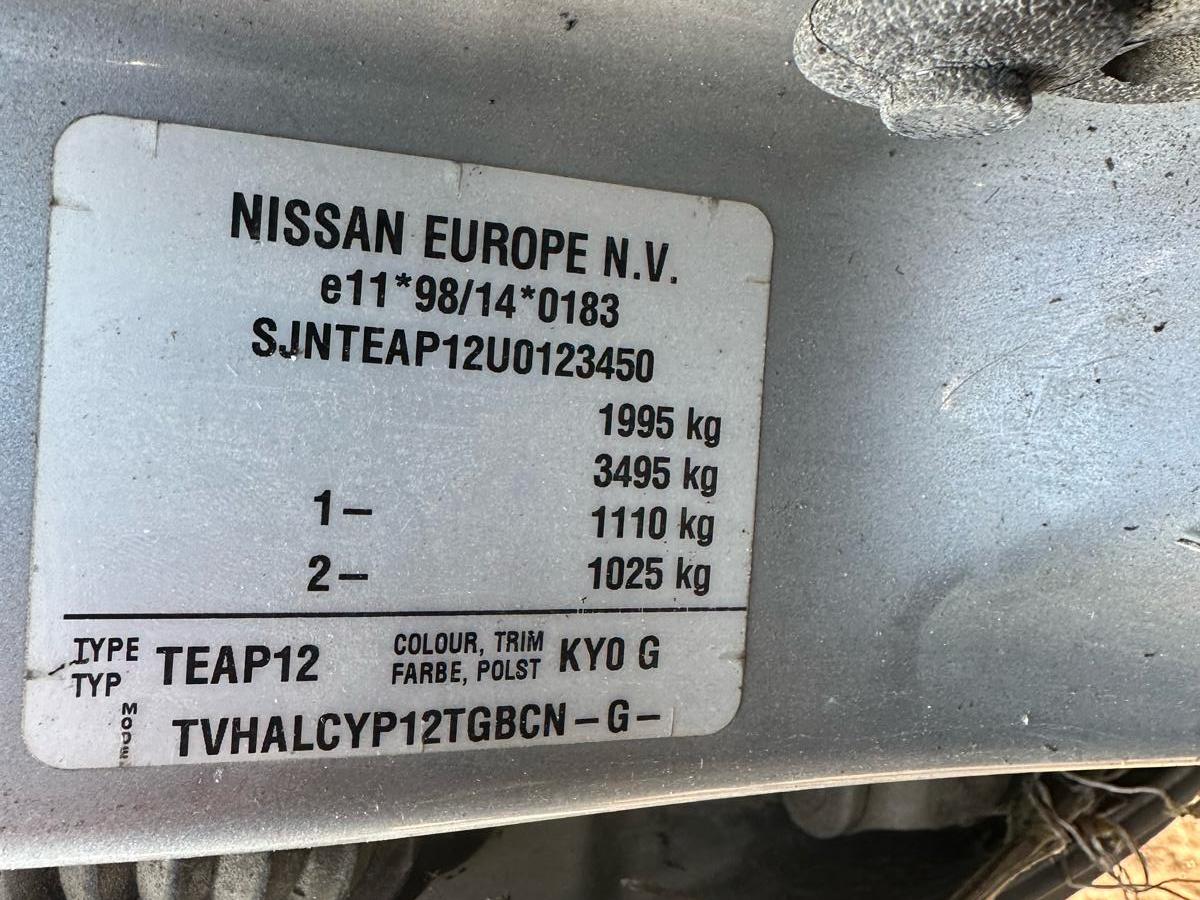 NISSAN EUROPE N.V.
e11*98/14*0183
SJNTEAP12U0123450
1995 kg
3495 kg
1– 1110 kg
2– 1025 kg
TYPE TEAP12 COLOUR, TRIM KY0 G
TYP FARBE, POLST
MODEL TVHALCYP12TGBCN–G–